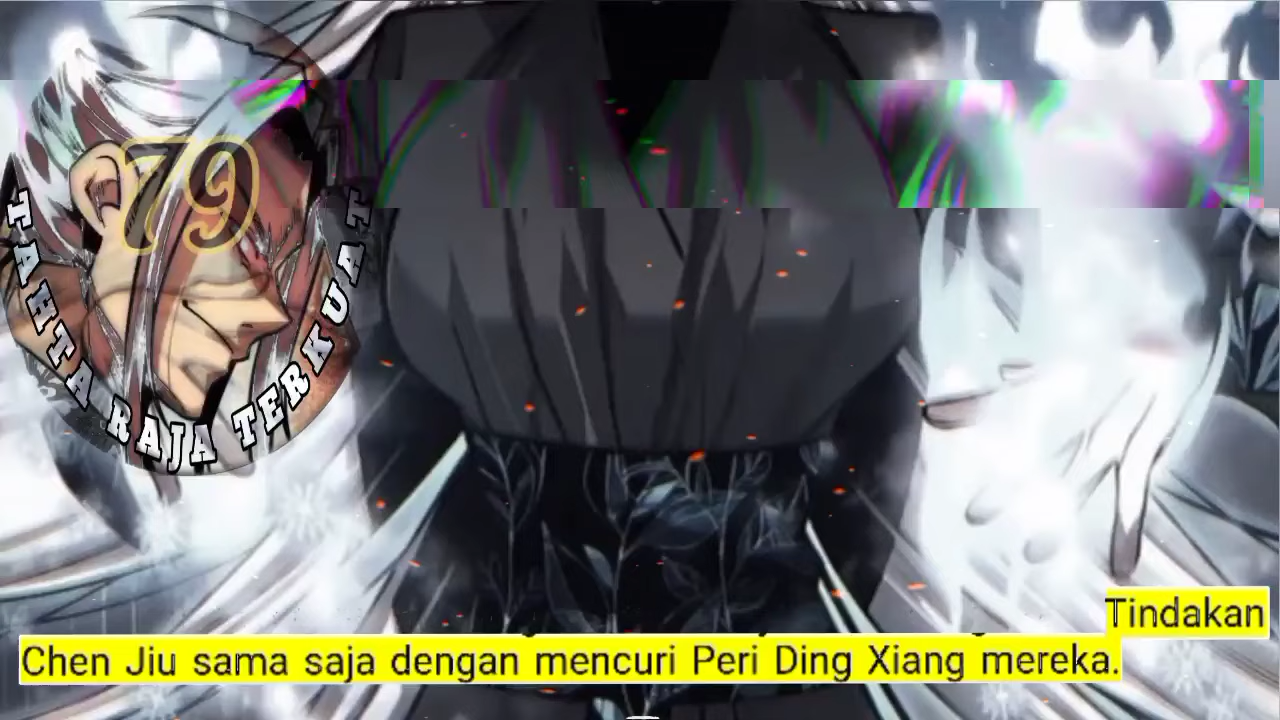 79
TAHTA RAJA TERKUAT
Tindakan
Chen Jiu sama saja dengan mencuri Peri Ding Xiang mereka.